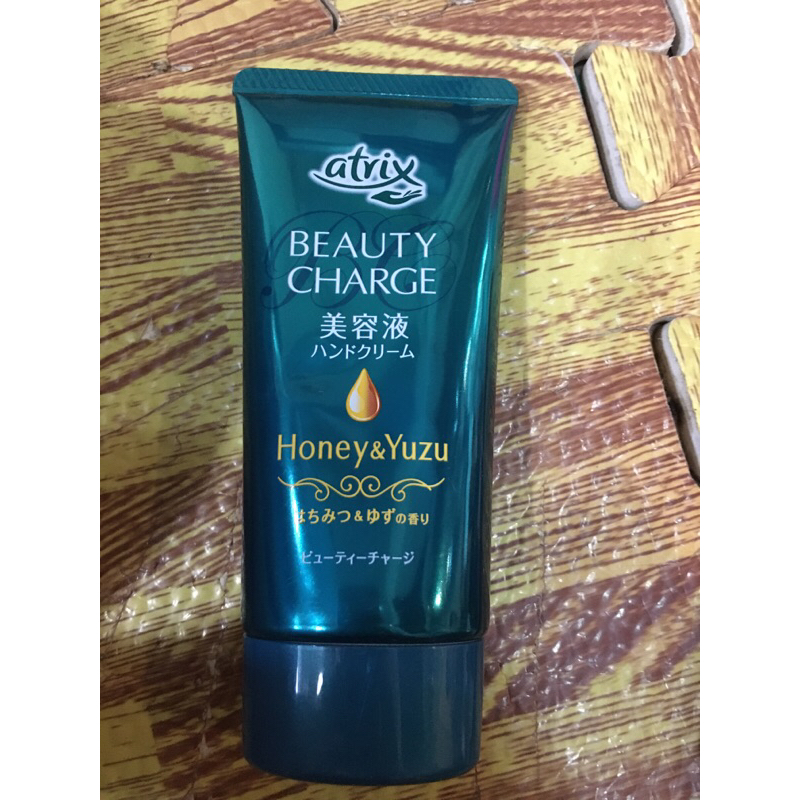 atrix
BEAUTY
CHARGE
美容液
ハンドクリーム
Honey&Yuzu
はちみつ&ゆずの香り
ビューティーチャージ